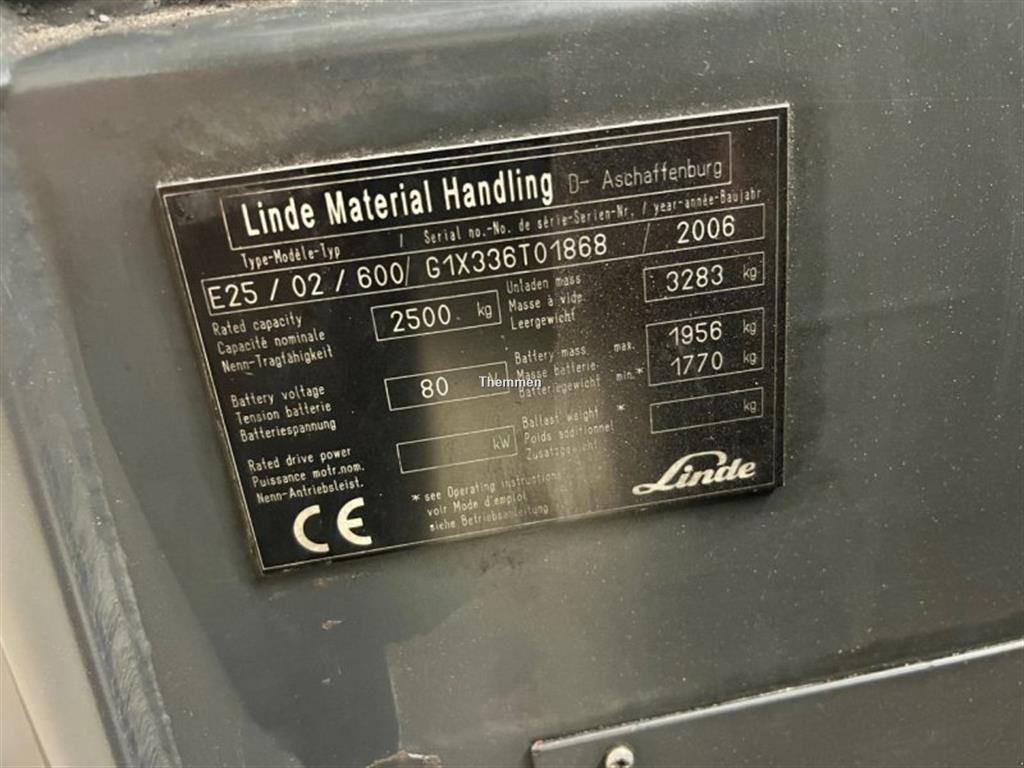 Linde Material Handling D- Aschaffenburg
Type-Modèle-Typ / Serial no.-No. de série-Serien-Nr. / year-année-Baujahr
E25 / 02 / 600 / G1X336T01868 / 2006
Rated capacity
Capacité nominale
Nenn-Tragfähigkeit
2500 kg
Unladen mass
Masse à vide
Leergewicht
3283 kg
Battery voltage
Tension batterie
Batteriespannung
80 V
Battery mass max.
Masse batterie
Batteriegewicht min.*
1956 kg
1770 kg
Rated drive power
Puissance motr.nom.
Nenn-Antriebsleist.
kW
Ballast weight *
Poids additionnel
Zusatzgewicht
kg
CE
* see Operating instructions
voir Mode d'emploi
siehe Betriebsanleitung
Linde
Themmen